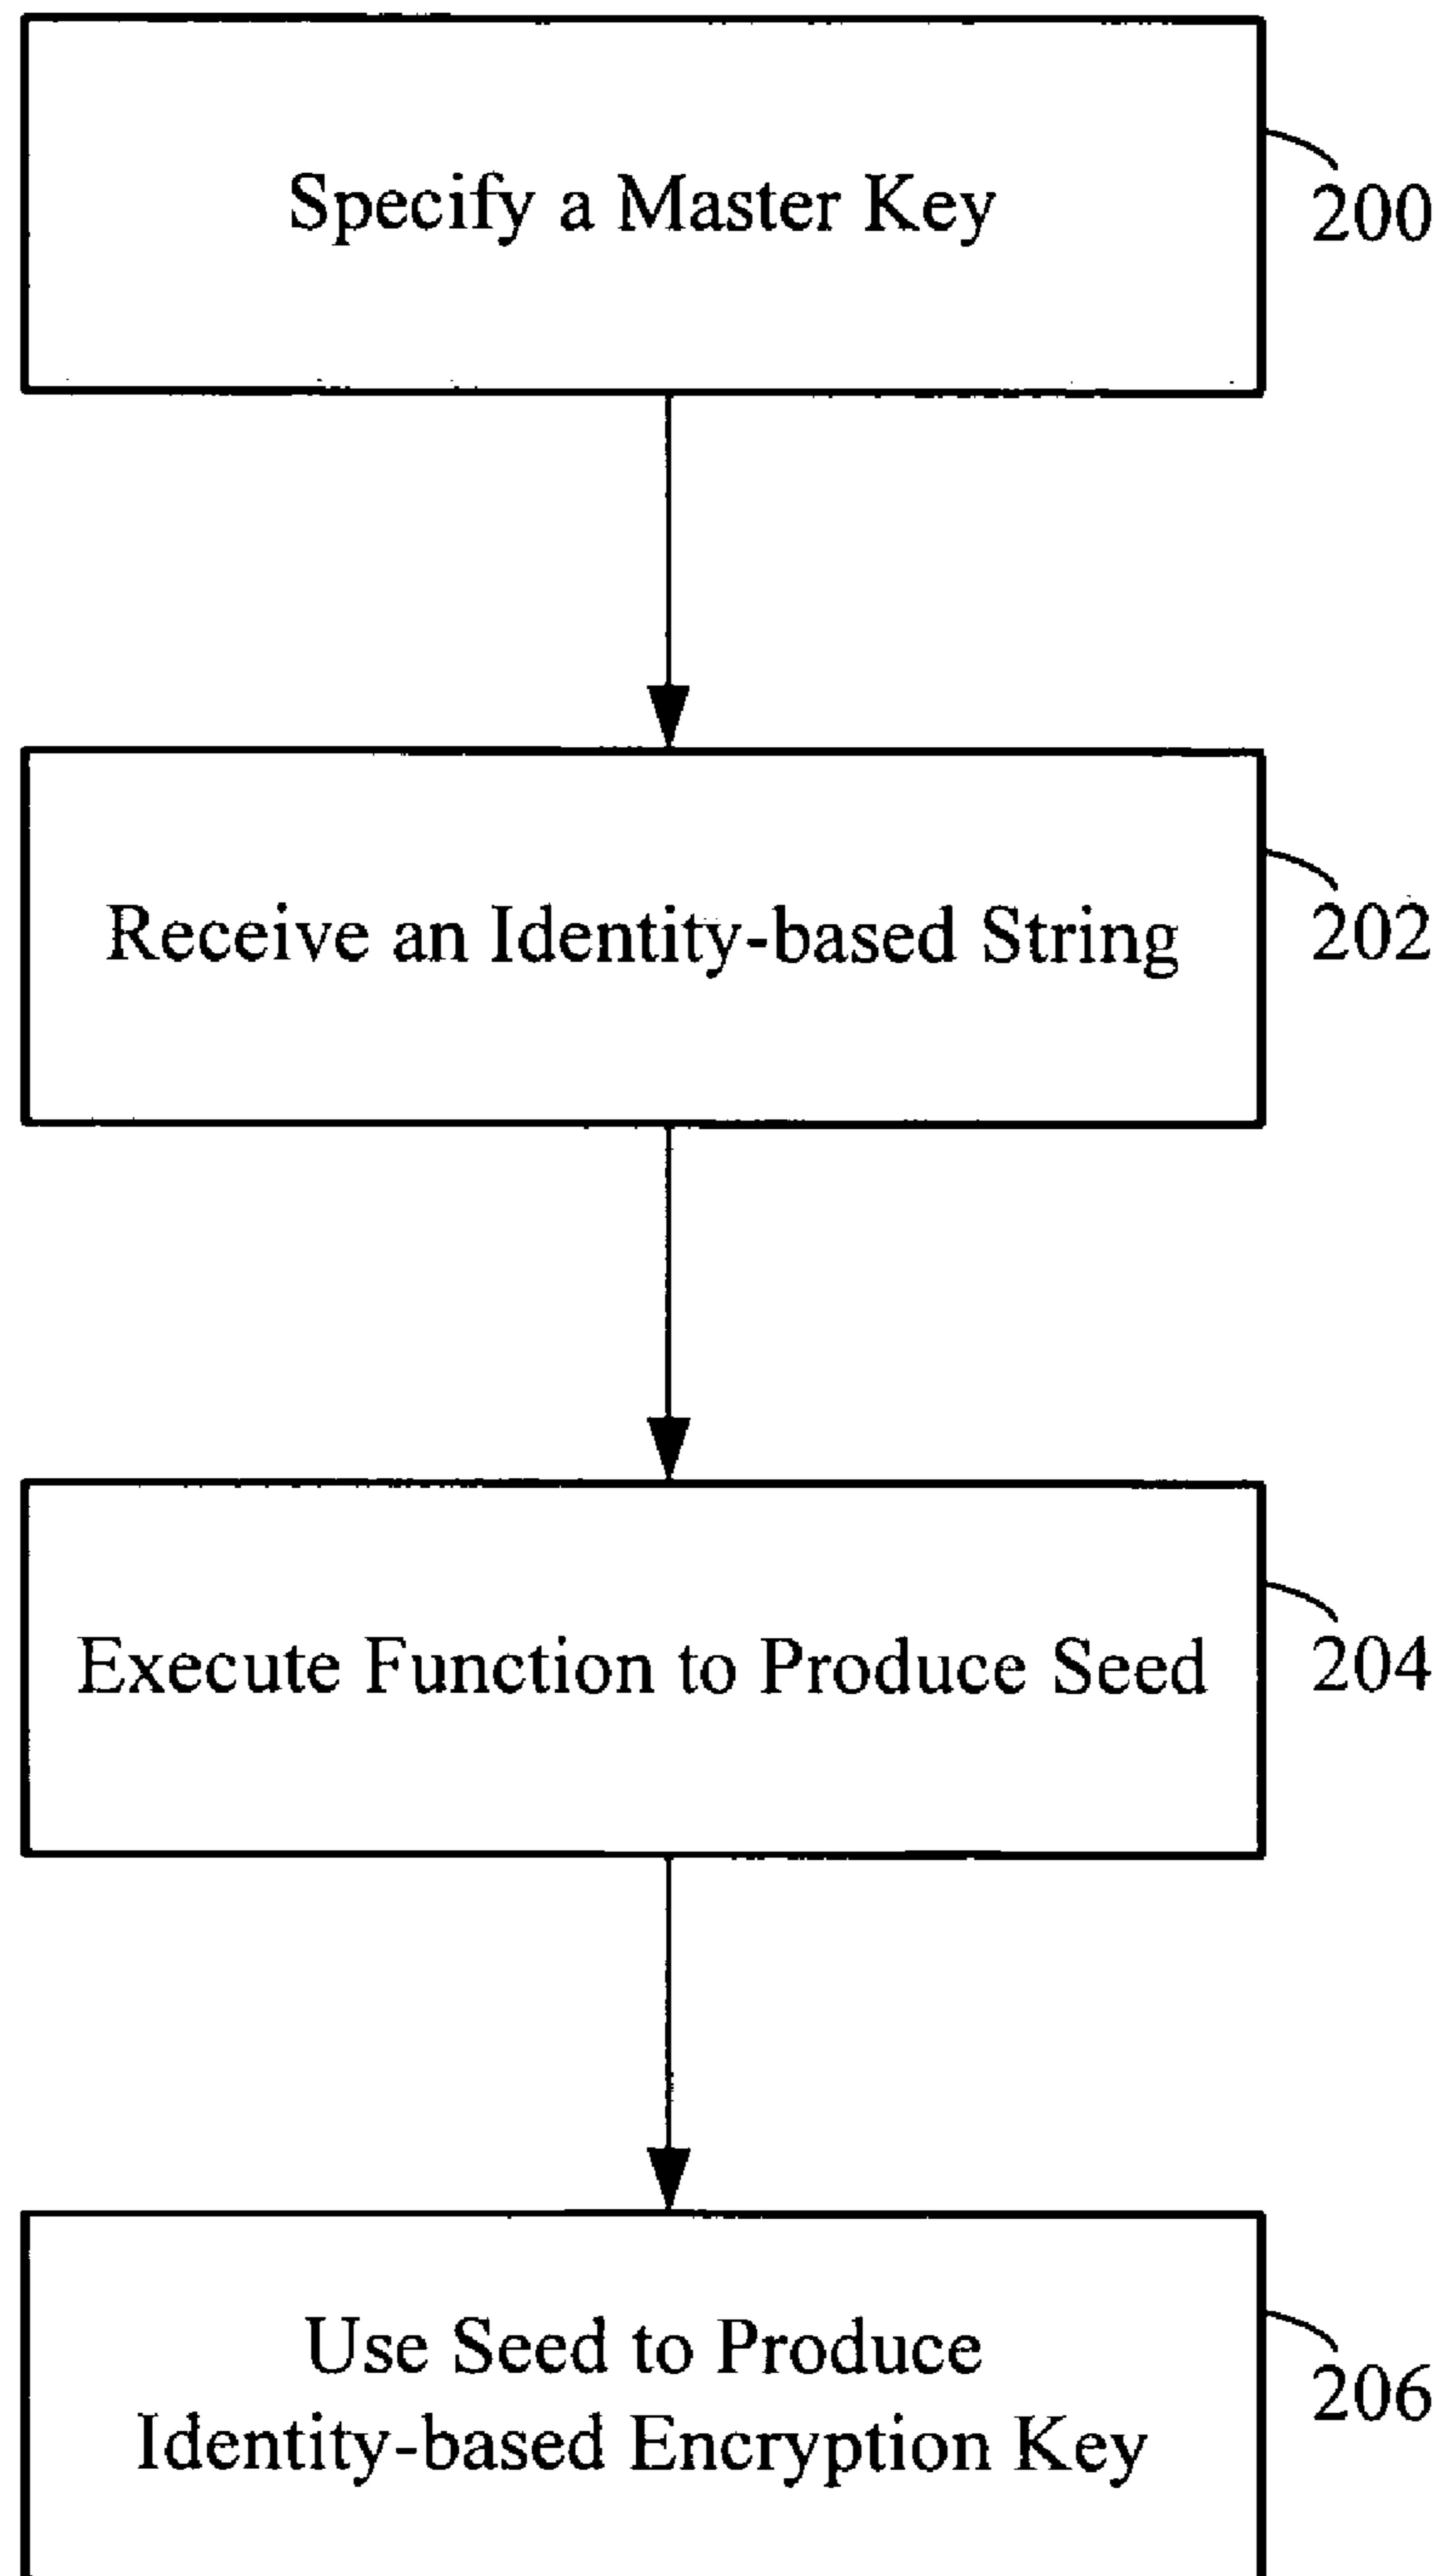 Specify a Master Key
200
Receive an Identity-based String
202
Execute Function to Produce Seed
204
Use Seed to Produce
Identity-based Encryption Key
206